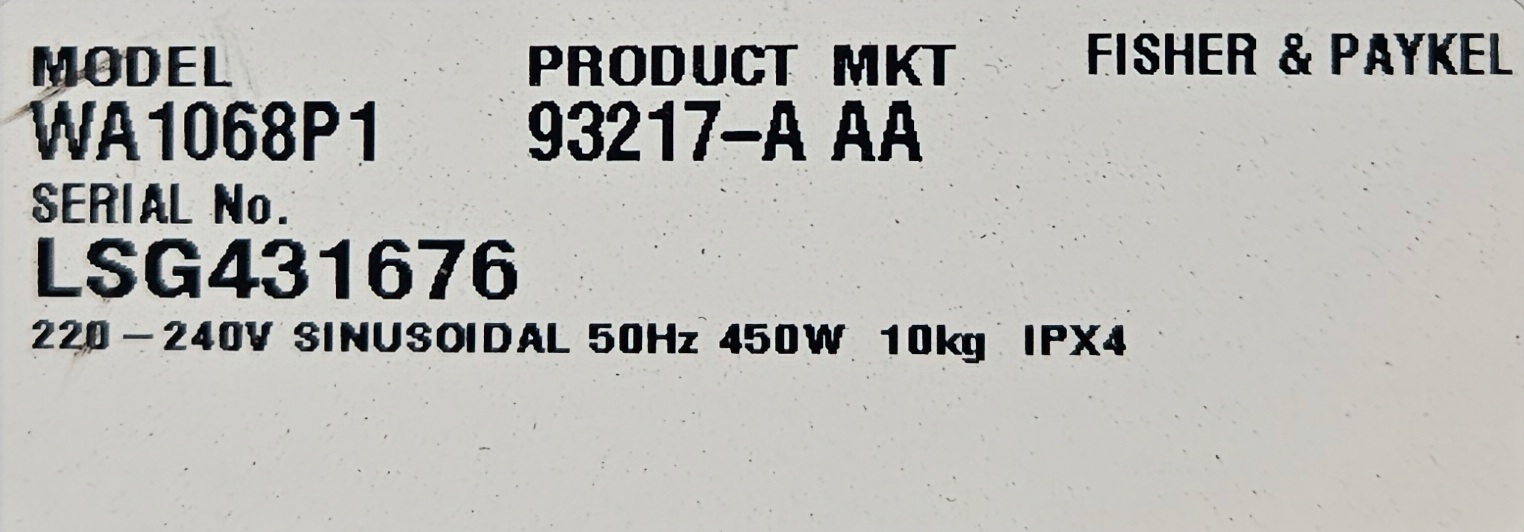 MODEL PRODUCT MKT FISHER & PAYKEL
WA1068P1 93217-A AA
SERIAL No.
LSG431676
220-240V SINUSOIDAL 50Hz 450W 10kg IPX4